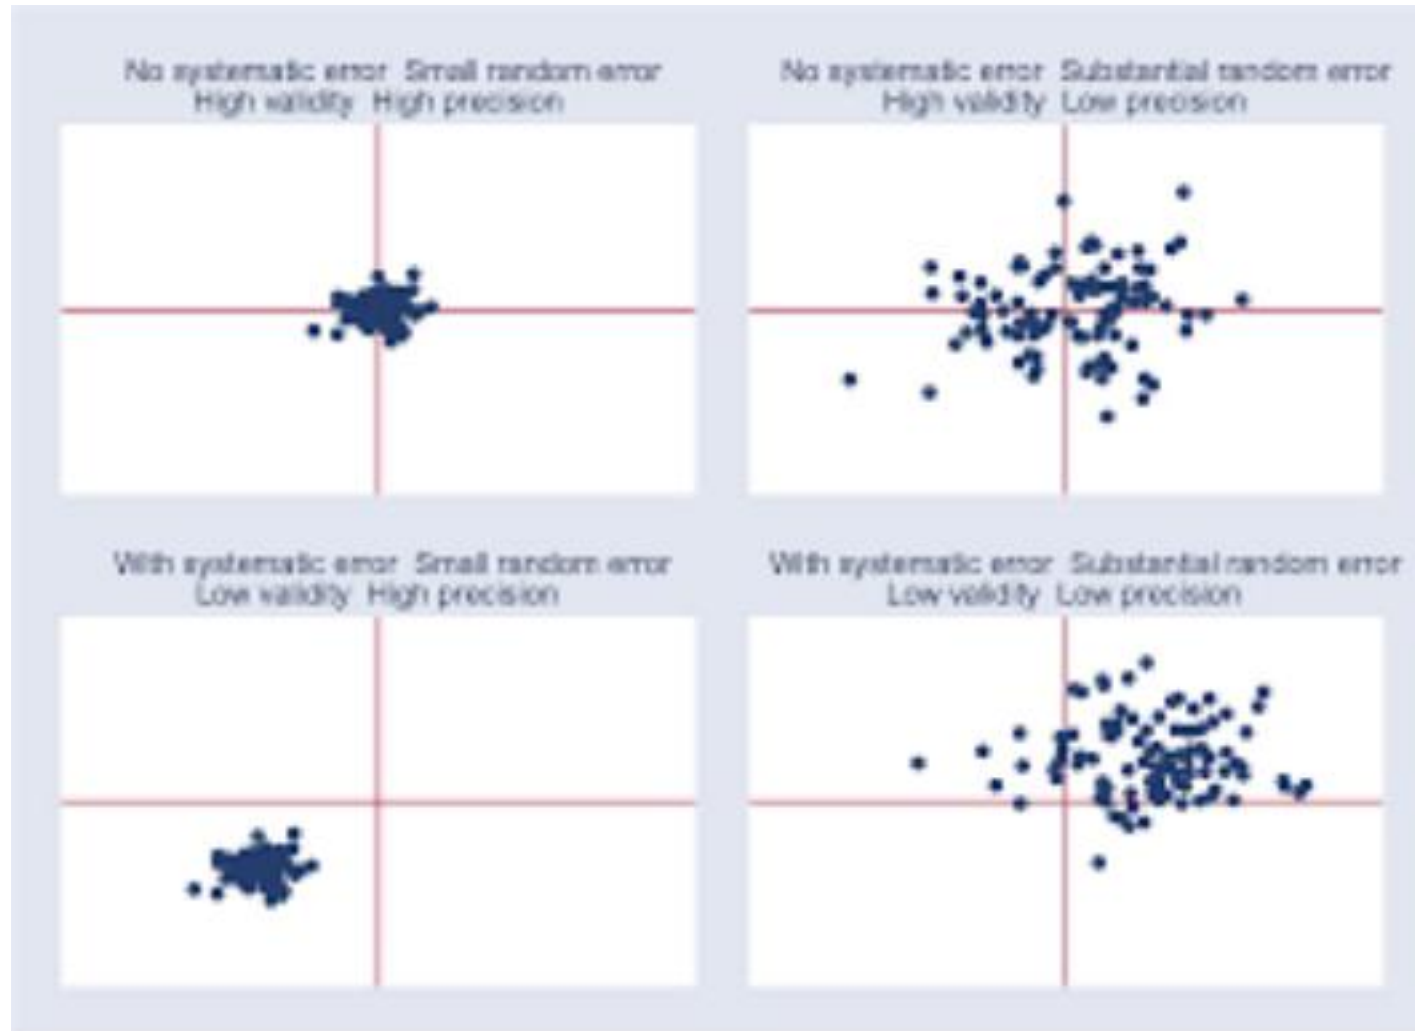 No systematic error Small random error
High validity High precision
No systematic error Substantial random error
High validity Low precision
With systematic error Small random error
Low validity High precision
With systematic error Substantial random error
Low validity Low precision